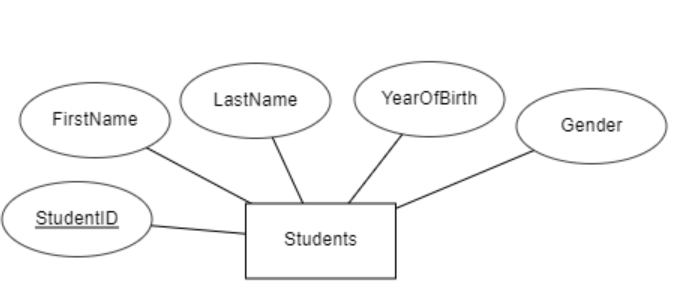 FirstName
LastName
YearOfBirth
Gender
StudentID
Students